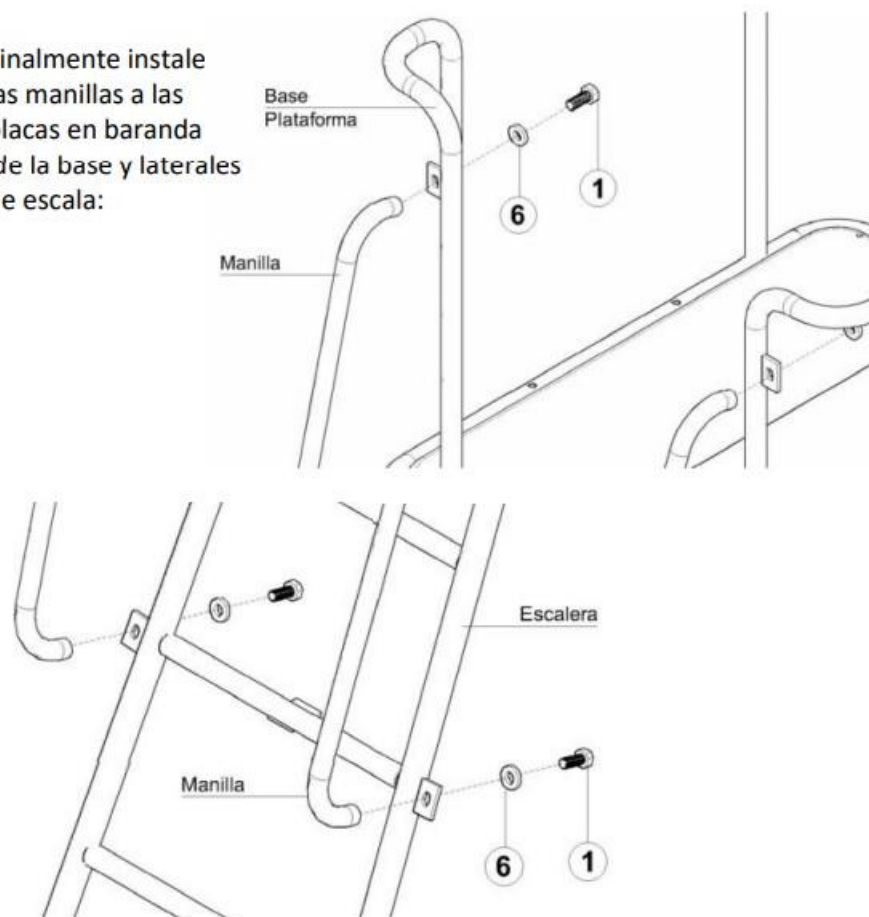 inalmente instale
as manillas a las
lacas en baranda
de la base y laterales
e escala:
Base
Plataforma
6
1
Manilla
Escalera
Manilla
6
1